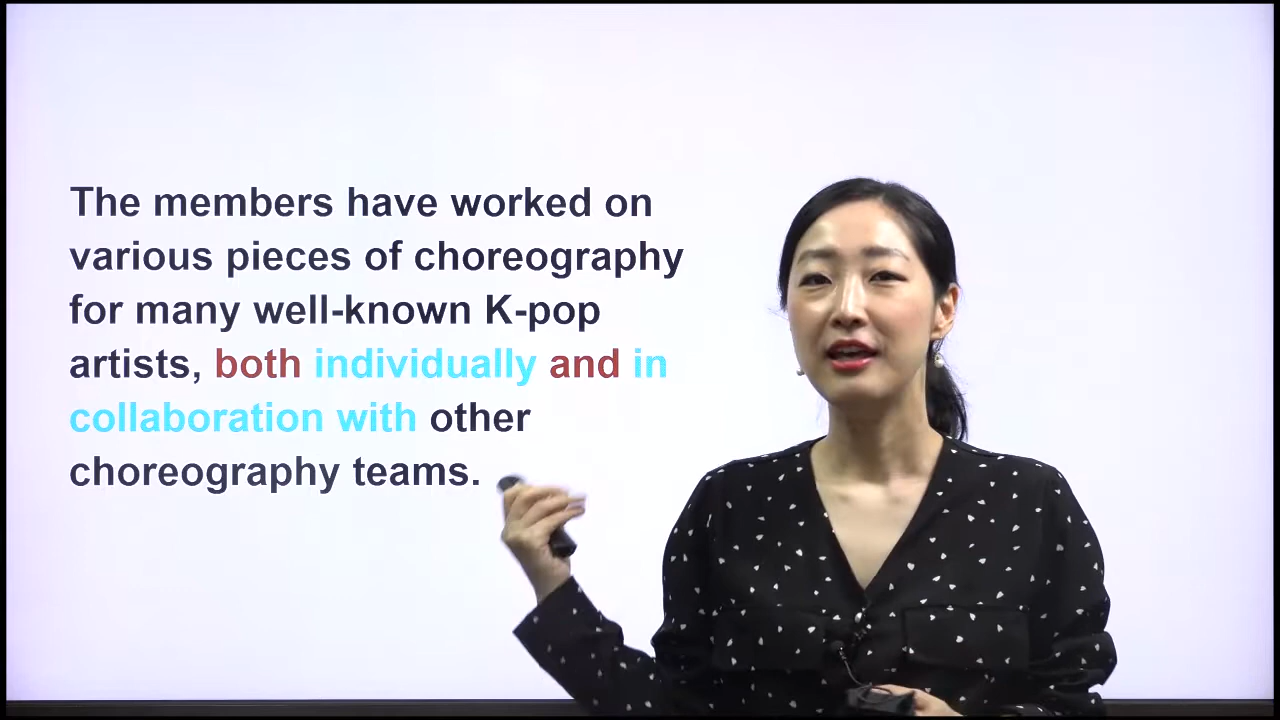 The members have worked on
various pieces of choreography
for many well-known K-pop
artists, both individually and in
collaboration with other
choreography teams.